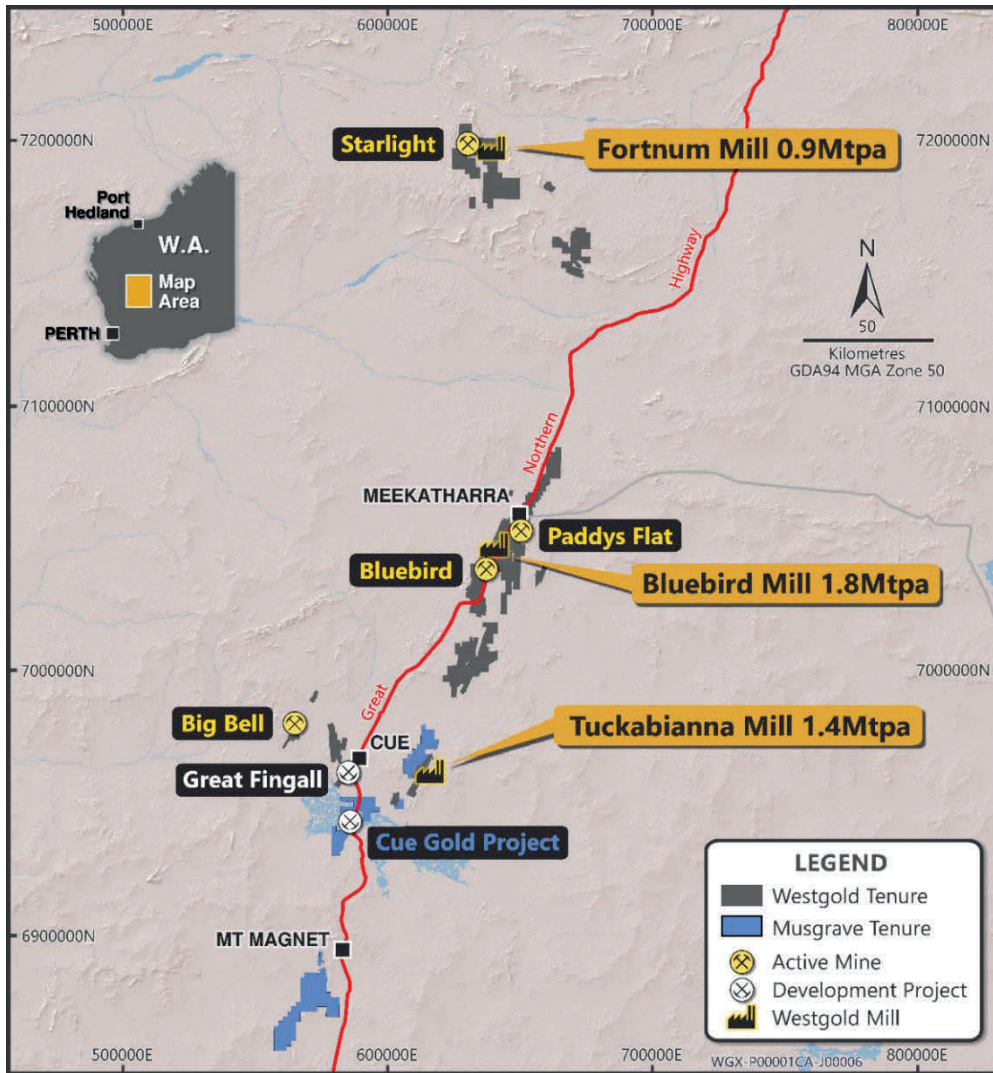 500000E
600000E
700000E
800000E
7200000N
7200000N
Starlight
Fortnum Mill 0.9Mtpa
Port
Hedland
W.A.
Map
Area
PERTH
Highway
N
50
Kilometres
GDA94 MGA Zone 50
7100000N
7100000N
Northern
MEEKATHARRA
Paddys Flat
Bluebird
Bluebird Mill 1.8Mtpa
7000000N
7000000N
Great
Big Bell
Tuckabianna Mill 1.4Mtpa
CUE
Great Fingall
Cue Gold Project
LEGEND
Westgold Tenure
Musgrave Tenure
Active Mine
Development Project
Westgold Mill
6900000N
MT MAGNET
500000E
600000E
700000E
800000E
WGX-P00001CA-J00006